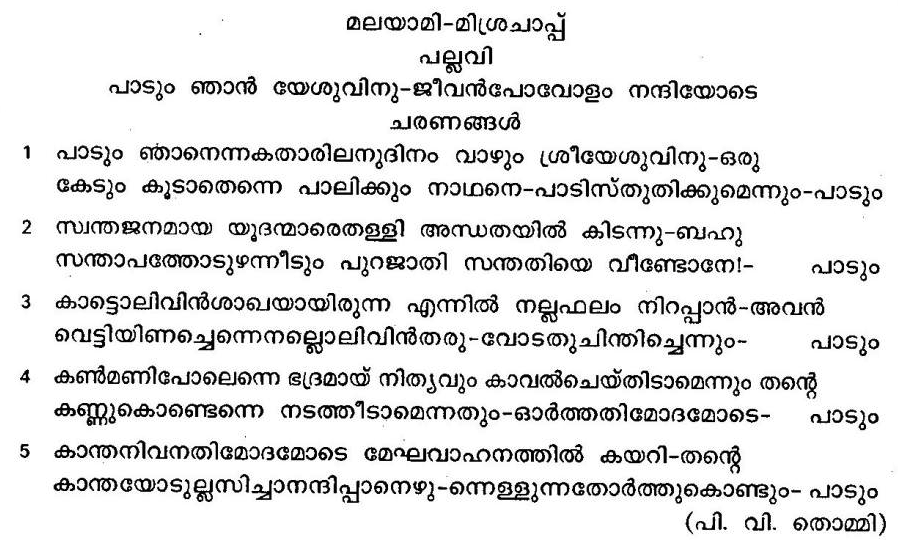 മലയാമി-മിശ്രചാപ്പ്
പല്ലവി
പാടും ഞാൻ യേശുവിനു-ജീവൻപോവോളം നന്ദിയോടെ
ചരണങ്ങൾ
1 പാടും ഞാനെന്നകതാരിലനുദിനം വാഴും ശ്രീയേശുവിനു-ഒരു
കേടും കൂടാതെന്നെ പാലിക്കും നാഥനെ-പാടിസ്തുതിക്കുമെന്നും-പാടും
2 സ്വന്തജനമായ യൂദന്മാരെതള്ളി അന്ധതയിൽ കിടന്നു-ബഹു
സന്താപത്തോടുഴന്നീടും പുറജാതി സന്തതിയെ വീണ്ടോനേ!- പാടും
3 കാട്ടൊലിവിൻശാഖയായിരുന്ന എന്നിൽ നല്ലഫലം നിറപ്പാൻ-അവൻ
വെട്ടിയിണച്ചെന്നെനല്ലൊലിവിൻതരു-വോടതുചിന്തിച്ചെന്നും- പാടും
4 കൺമണിപോലെന്നെ ഭദ്രമായ് നിത്യവും കാവൽചെയ്തിടാമെന്നും തന്റെ
കണ്ണുകൊണ്ടെന്നെ നടത്തീടാമെന്നതും-ഓർത്തതിമോദമോടെ- പാടും
5 കാന്തനിവനതിമോദമോടെ മേഘവാഹനത്തിൽ കയറി-തന്റെ
കാന്തയോടുല്ലസിച്ചാനന്ദിപ്പാനെഴു-ന്നെള്ളുന്നതോർത്തുകൊണ്ടും- പാടും
(പി. വി. തൊമ്മി)